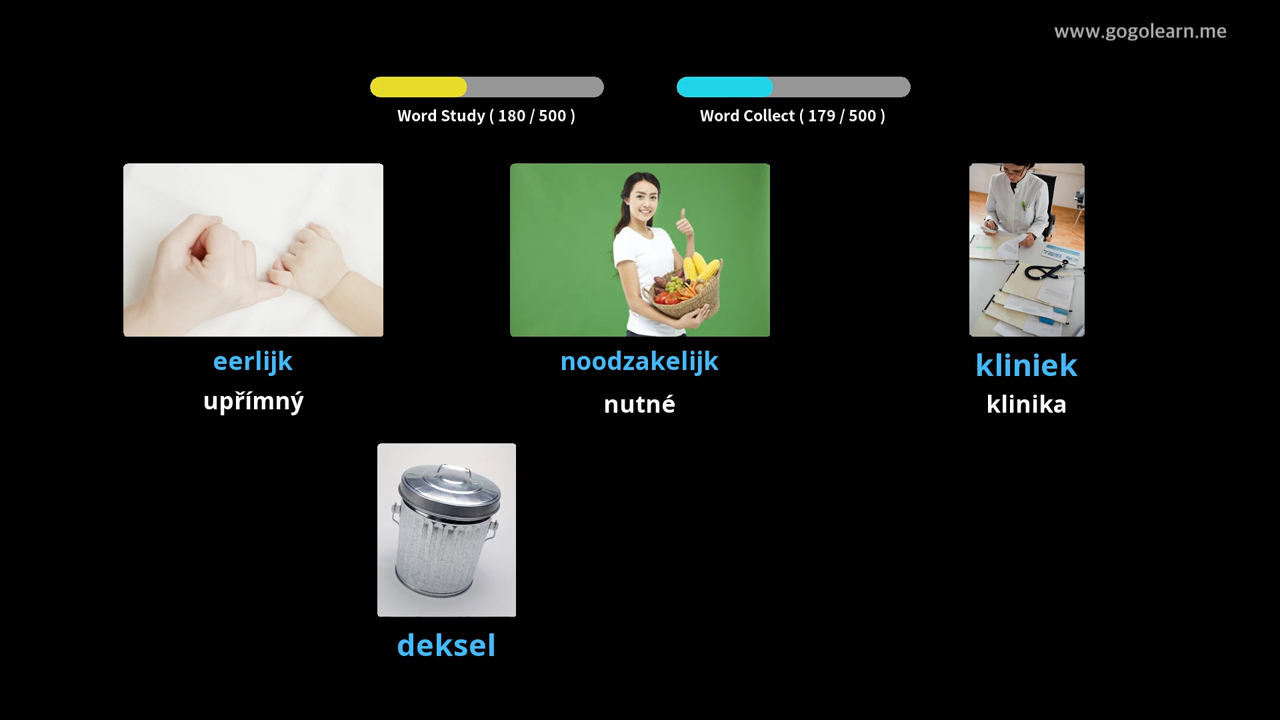 www.gogolearn.me
Word Study ( 180 / 500 )
Word Collect ( 179 / 500 )
eerlijk
noodzakelijk
kliniek
upřímný
nutné
klinika
deksel